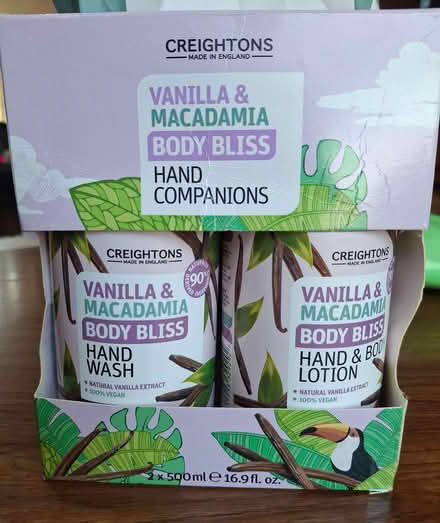 CREIGHTONS
MADE IN ENGLAND
VANILLA &
MACADAMIA
BODY BLISS
HAND
COMPANIONS
CREIGHTONS
MADE IN ENGLAND
VANILLA &
MACADAMIA
BODY BLISS
HAND
WASH
NATURAL VANILLA EXTRACT
100% VEGAN
90%
CREIGHTONS
MADE IN ENGLAND
VANILLA &
MACADAMIA
BODY BLISS
HAND & BODY
LOTION
NATURAL VANILLA EXTRACT
100% VEGAN
2 x 500ml ℮ 16.9fl. oz.